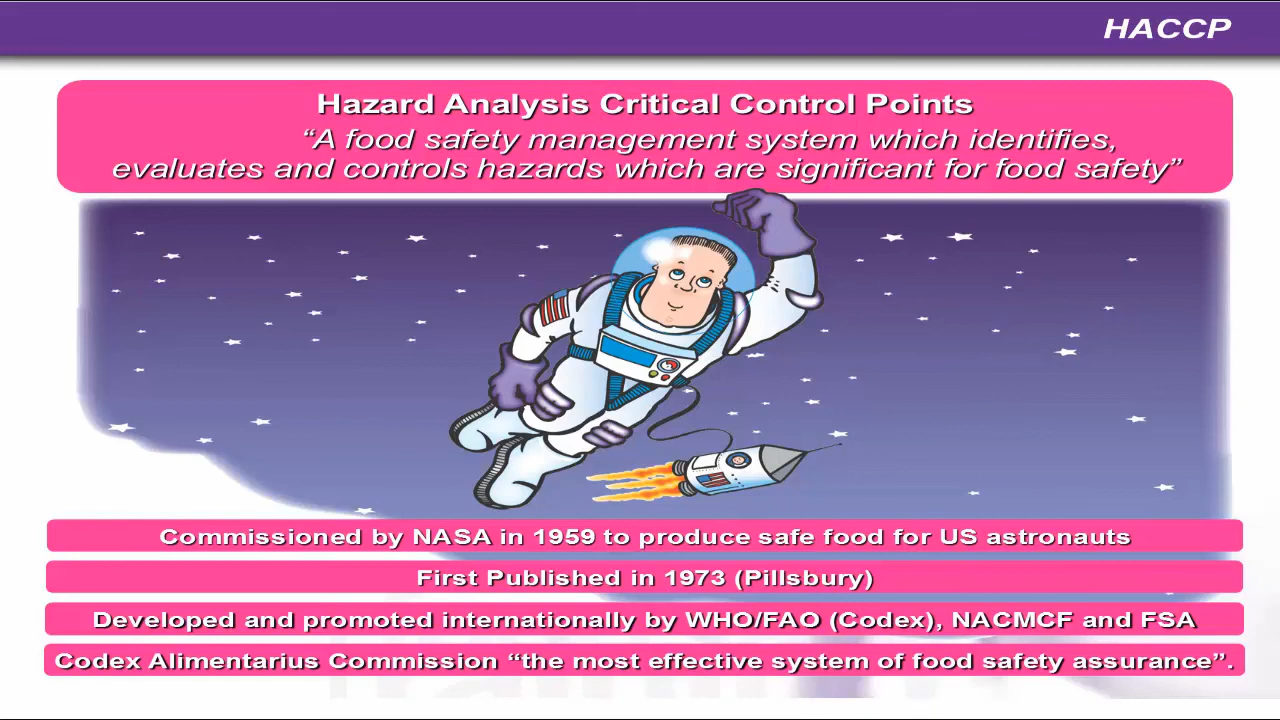 HACCP
Hazard Analysis Critical Control Points
“A food safety management system which identifies,
evaluates and controls hazards which are significant for food safety”
Commissioned by NASA in 1959 to produce safe food for US astronauts
First Published in 1973 (Pillsbury)
Developed and promoted internationally by WHO/FAO (Codex), NACMCF and FSA
Codex Alimentarius Commission “the most effective system of food safety assurance”.